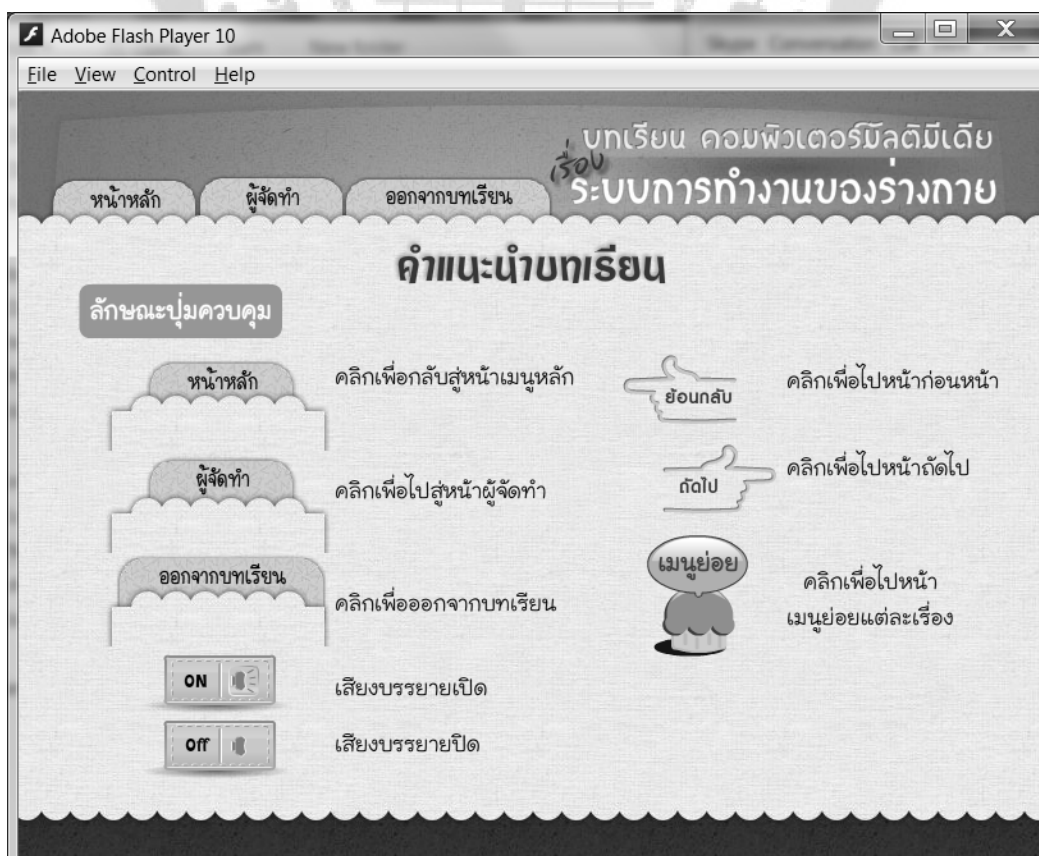 Adobe Flash Player 10
File View Control Help
บทเรียน คอมพิวเตอร์มัลติมีเดีย
เรื่อง
ระบบการทำงานของร่างกาย
หน้าหลัก ผู้จัดทำ ออกจากบทเรียน
คำแนะนำบทเรียน
ลักษณะปุ่มควบคุม
หน้าหลัก คลิกเพื่อกลับสู่หน้าเมนูหลัก
ผู้จัดทำ คลิกเพื่อไปสู่หน้าผู้จัดทำ
ออกจากบทเรียน คลิกเพื่อออกจากบทเรียน
ON เสียงบรรยายเปิด
Off เสียงบรรยายปิด
ย้อนกลับ คลิกเพื่อไปหน้าก่อนหน้า
ถัดไป คลิกเพื่อไปหน้าถัดไป
เมนูย่อย คลิกเพื่อไปหน้า
เมนูย่อยแต่ละเรื่อง